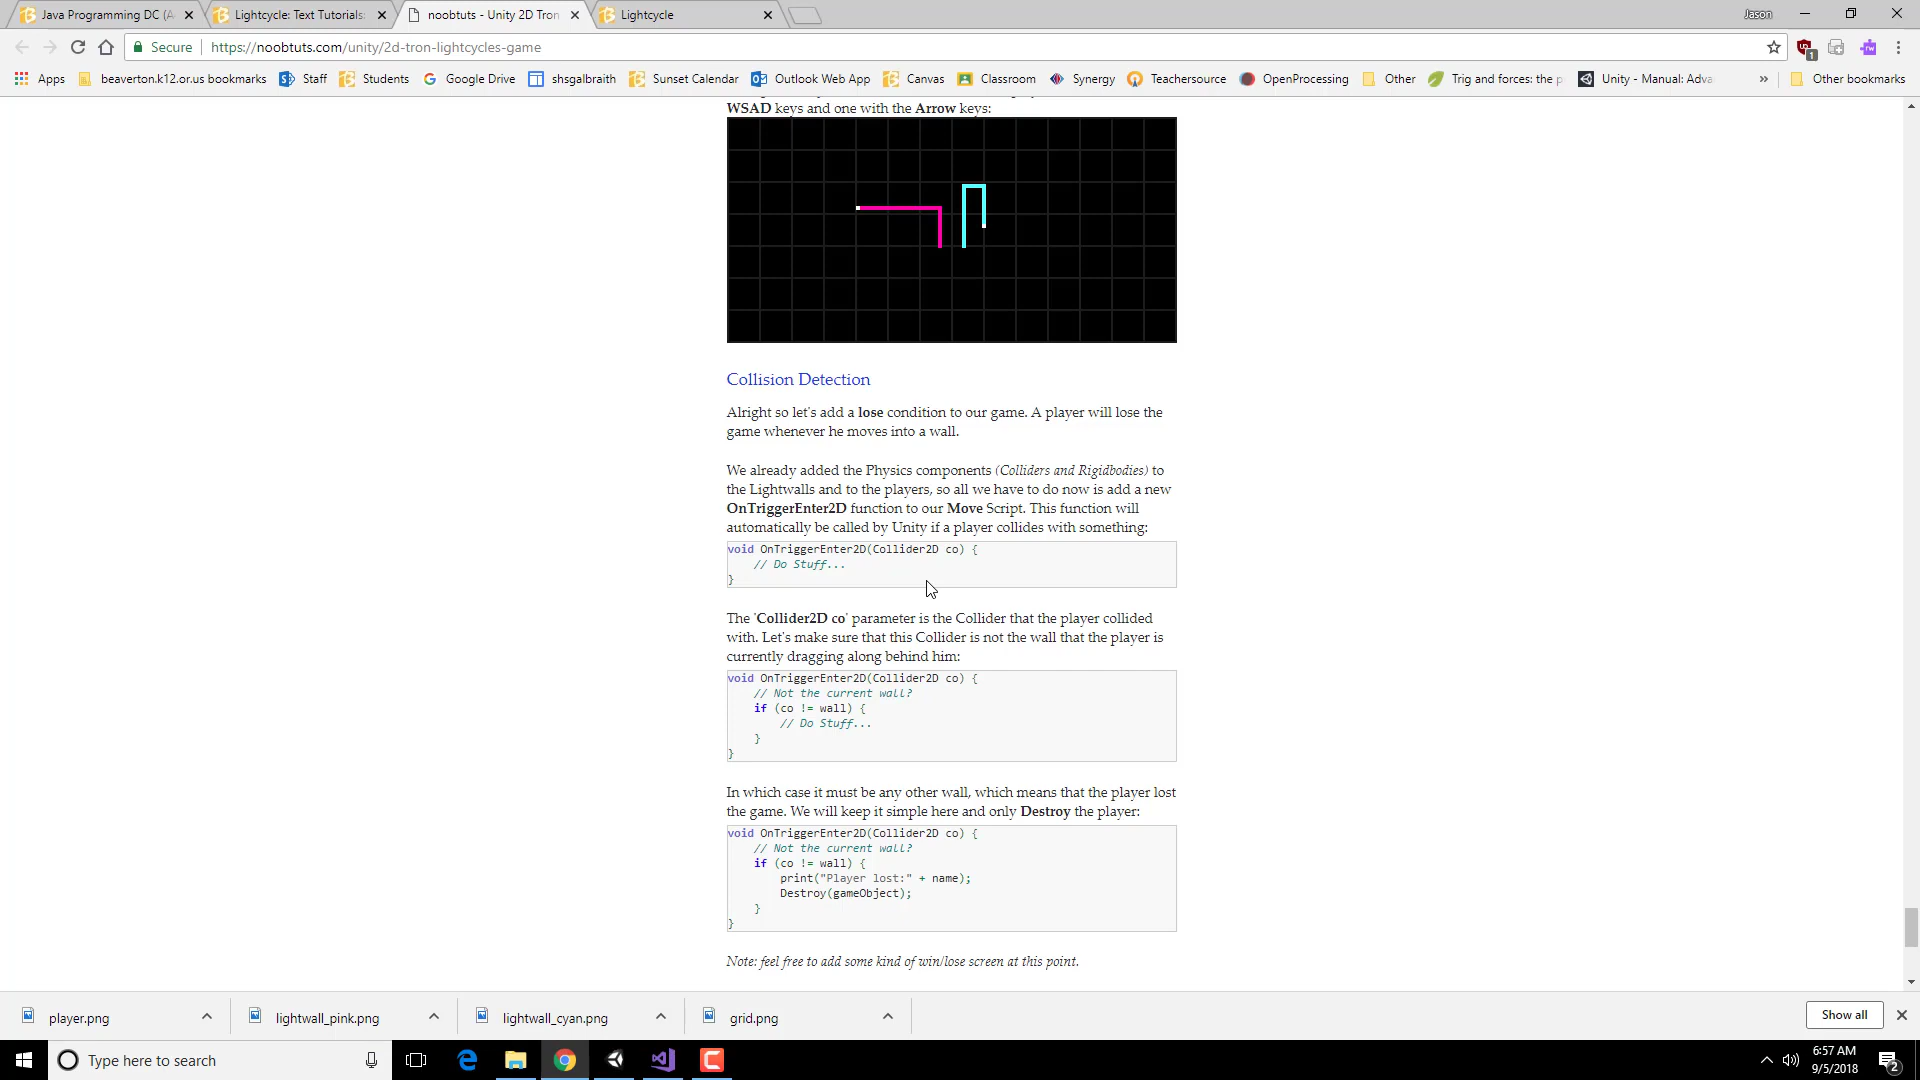 Java Programming DC (A
Lightcycle: Text Tutorials:
noobtuts - Unity 2D Tron
Lightcycle
Jason
Secure
https://noobtuts.com/unity/2d-tron-lightcycles-game
1
Apps
beaverton.k12.or.us bookmarks
Staff
Students
Google Drive
shsgalbraith
Sunset Calendar
Outlook Web App
Canvas
Classroom
Synergy
Teachersource
OpenProcessing
Other
Trig and forces: the p
Unity - Manual: Adva
»
Other bookmarks
WSAD keys and one with the Arrow keys:
Collision Detection
Alright so let's add a lose condition to our game. A player will lose the
game whenever he moves into a wall.
We already added the Physics components (Colliders and Rigidbodies) to
the Lightwalls and to the players, so all we have to do now is add a new
OnTriggerEnter2D function to our Move Script. This function will
automatically be called by Unity if a player collides with something:
void OnTriggerEnter2D(Collider2D co) {
// Do Stuff...
}
The 'Collider2D co' parameter is the Collider that the player collided
with. Let's make sure that this Collider is not the wall that the player is
currently dragging along behind him:
void OnTriggerEnter2D(Collider2D co) {
// Not the current wall?
if (co != wall) {
// Do Stuff...
}
}
In which case it must be any other wall, which means that the player lost
the game. We will keep it simple here and only Destroy the player:
void OnTriggerEnter2D(Collider2D co) {
// Not the current wall?
if (co != wall) {
print("Player lost:" + name);
Destroy(gameObject);
}
}
Note: feel free to add some kind of win/lose screen at this point.
player.png
lightwall_pink.png
lightwall_cyan.png
grid.png
Show all
Type here to search
6:57 AM
9/5/2018
2